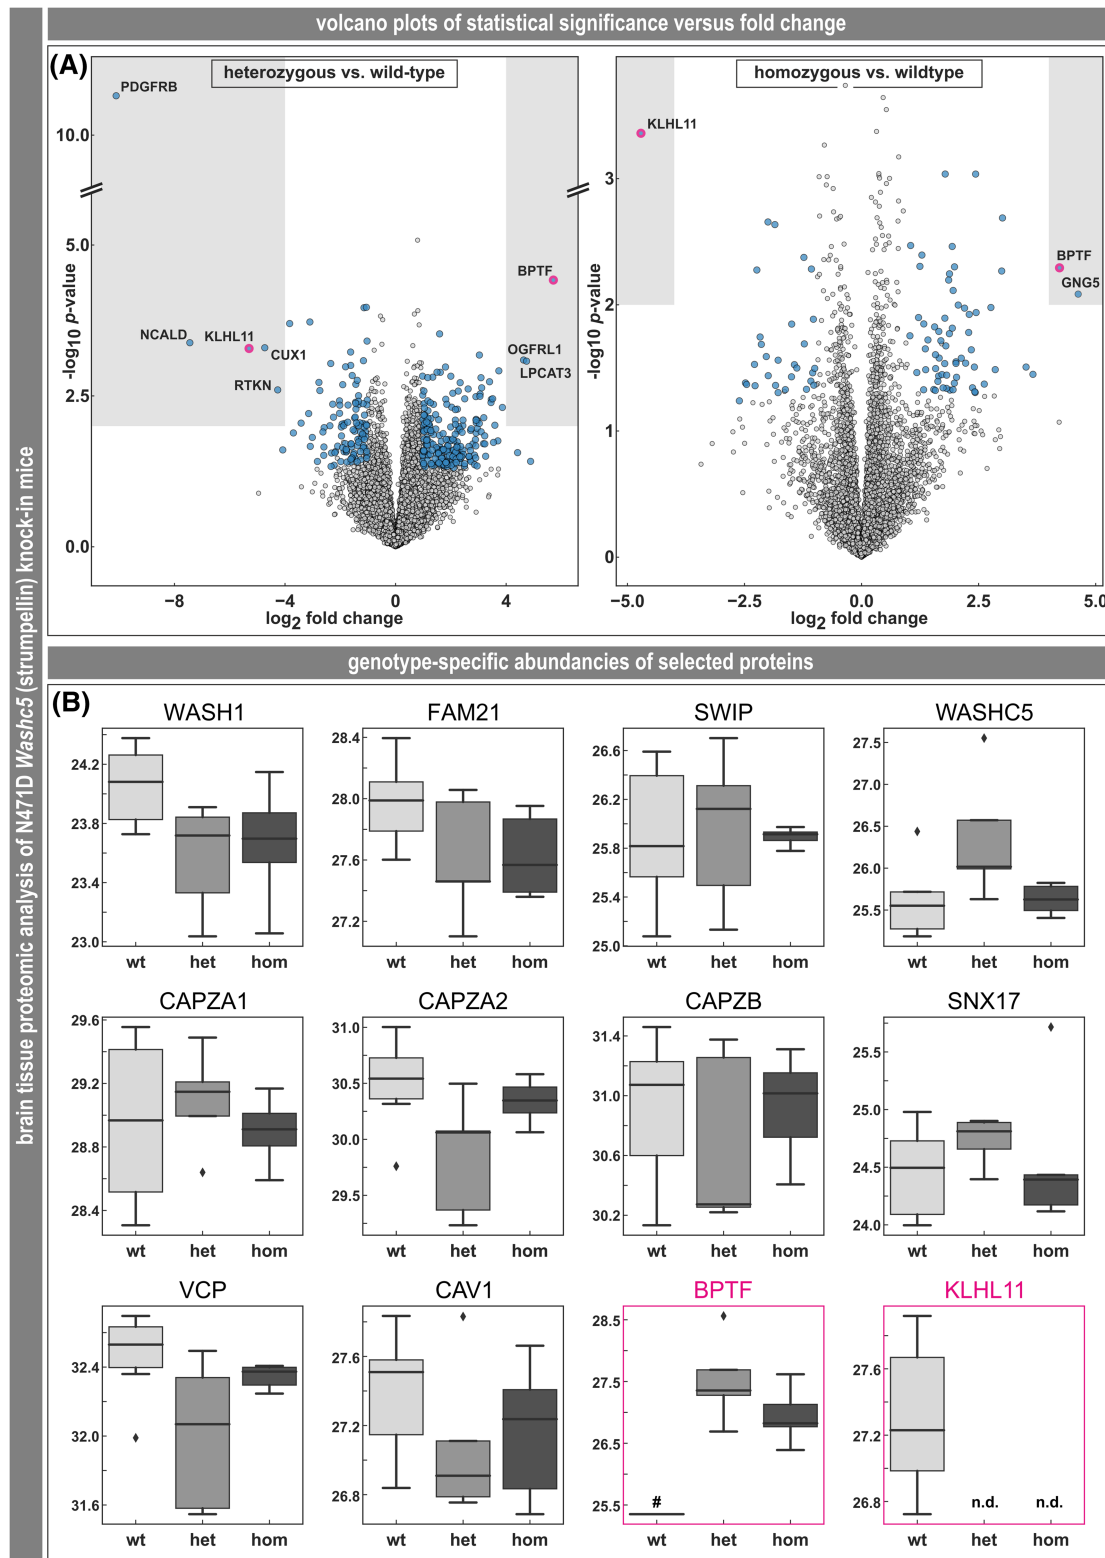 brain tissue proteomic analysis of N471D Washc5 (strumpellin) knock-in mice
volcano plots of statistical significance versus fold change
(A)
heterozygous vs. wild-type
PDGFRB
10.0
5.0
2.5
0.0
-log10 p-value
BPTF
NCALD
KLHL11
CUX1
RTKN
OGFRL1
LPCAT3
−8
−4
0
4
log2 fold change
homozygous vs. wildtype
KLHL11
3
2
1
0
-log10 p-value
BPTF
GNG5
-5.0
-2.5
0.0
2.5
5.0
log2 fold change
genotype-specific abundancies of selected proteins
(B)
WASH1
24.2
23.8
23.4
23.0
wt het hom
FAM21
28.4
28.0
27.6
27.2
wt het hom
SWIP
26.6
26.2
25.8
25.4
25.0
wt het hom
WASHC5
27.5
26.5
26.0
25.5
wt het hom
CAPZA1
29.6
29.2
28.8
28.4
wt het hom
CAPZA2
31.0
30.5
30.0
29.5
wt het hom
CAPZB
31.4
31.0
30.6
30.2
wt het hom
SNX17
25.5
25.0
24.5
24.0
wt het hom
VCP
32.4
32.0
31.6
wt het hom
CAV1
27.6
27.2
26.8
wt het hom
BPTF
28.5
27.5
26.5
25.5
#
wt het hom
KLHL11
27.6
27.2
26.8
n.d. n.d.
wt het hom